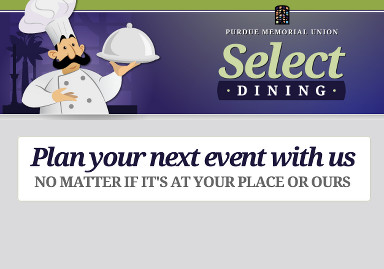 PURDUE MEMORIAL UNION
Select
· DINING ·
Plan your next event with us
NO MATTER IF IT'S AT YOUR PLACE OR OURS